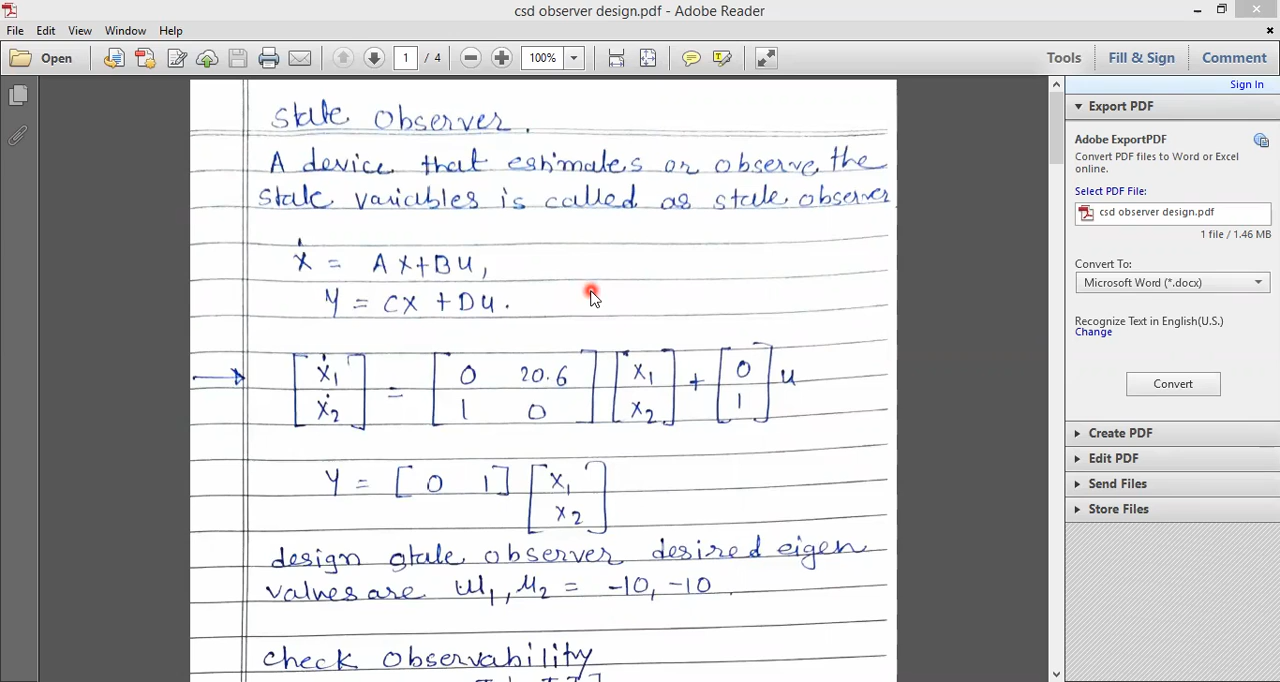 csd observer design.pdf - Adobe Reader
File Edit View Window Help
Open 1 / 4 100% Tools Fill & Sign Comment
Sign In
Export PDF
Adobe ExportPDF
Convert PDF files to Word or Excel
online.
Select PDF File:
csd observer design.pdf
1 file / 1.46 MB
Convert To:
Microsoft Word (*.docx)
Recognize Text in English(U.S.)
Change
Convert
Create PDF
Edit PDF
Send Files
Store Files
state observer.
A device that estimates or observe the
state variables is called as state observer
ẋ = Ax+Bu,
y = cx + Du.
[ẋ1 ẋ2] = [0 20.6 1 0] [x1 x2] + [0 1] u
y = [0 1] [x1 x2]
design state observer desired eigen
values are μ1, μ2 = -10, -10.
check observability